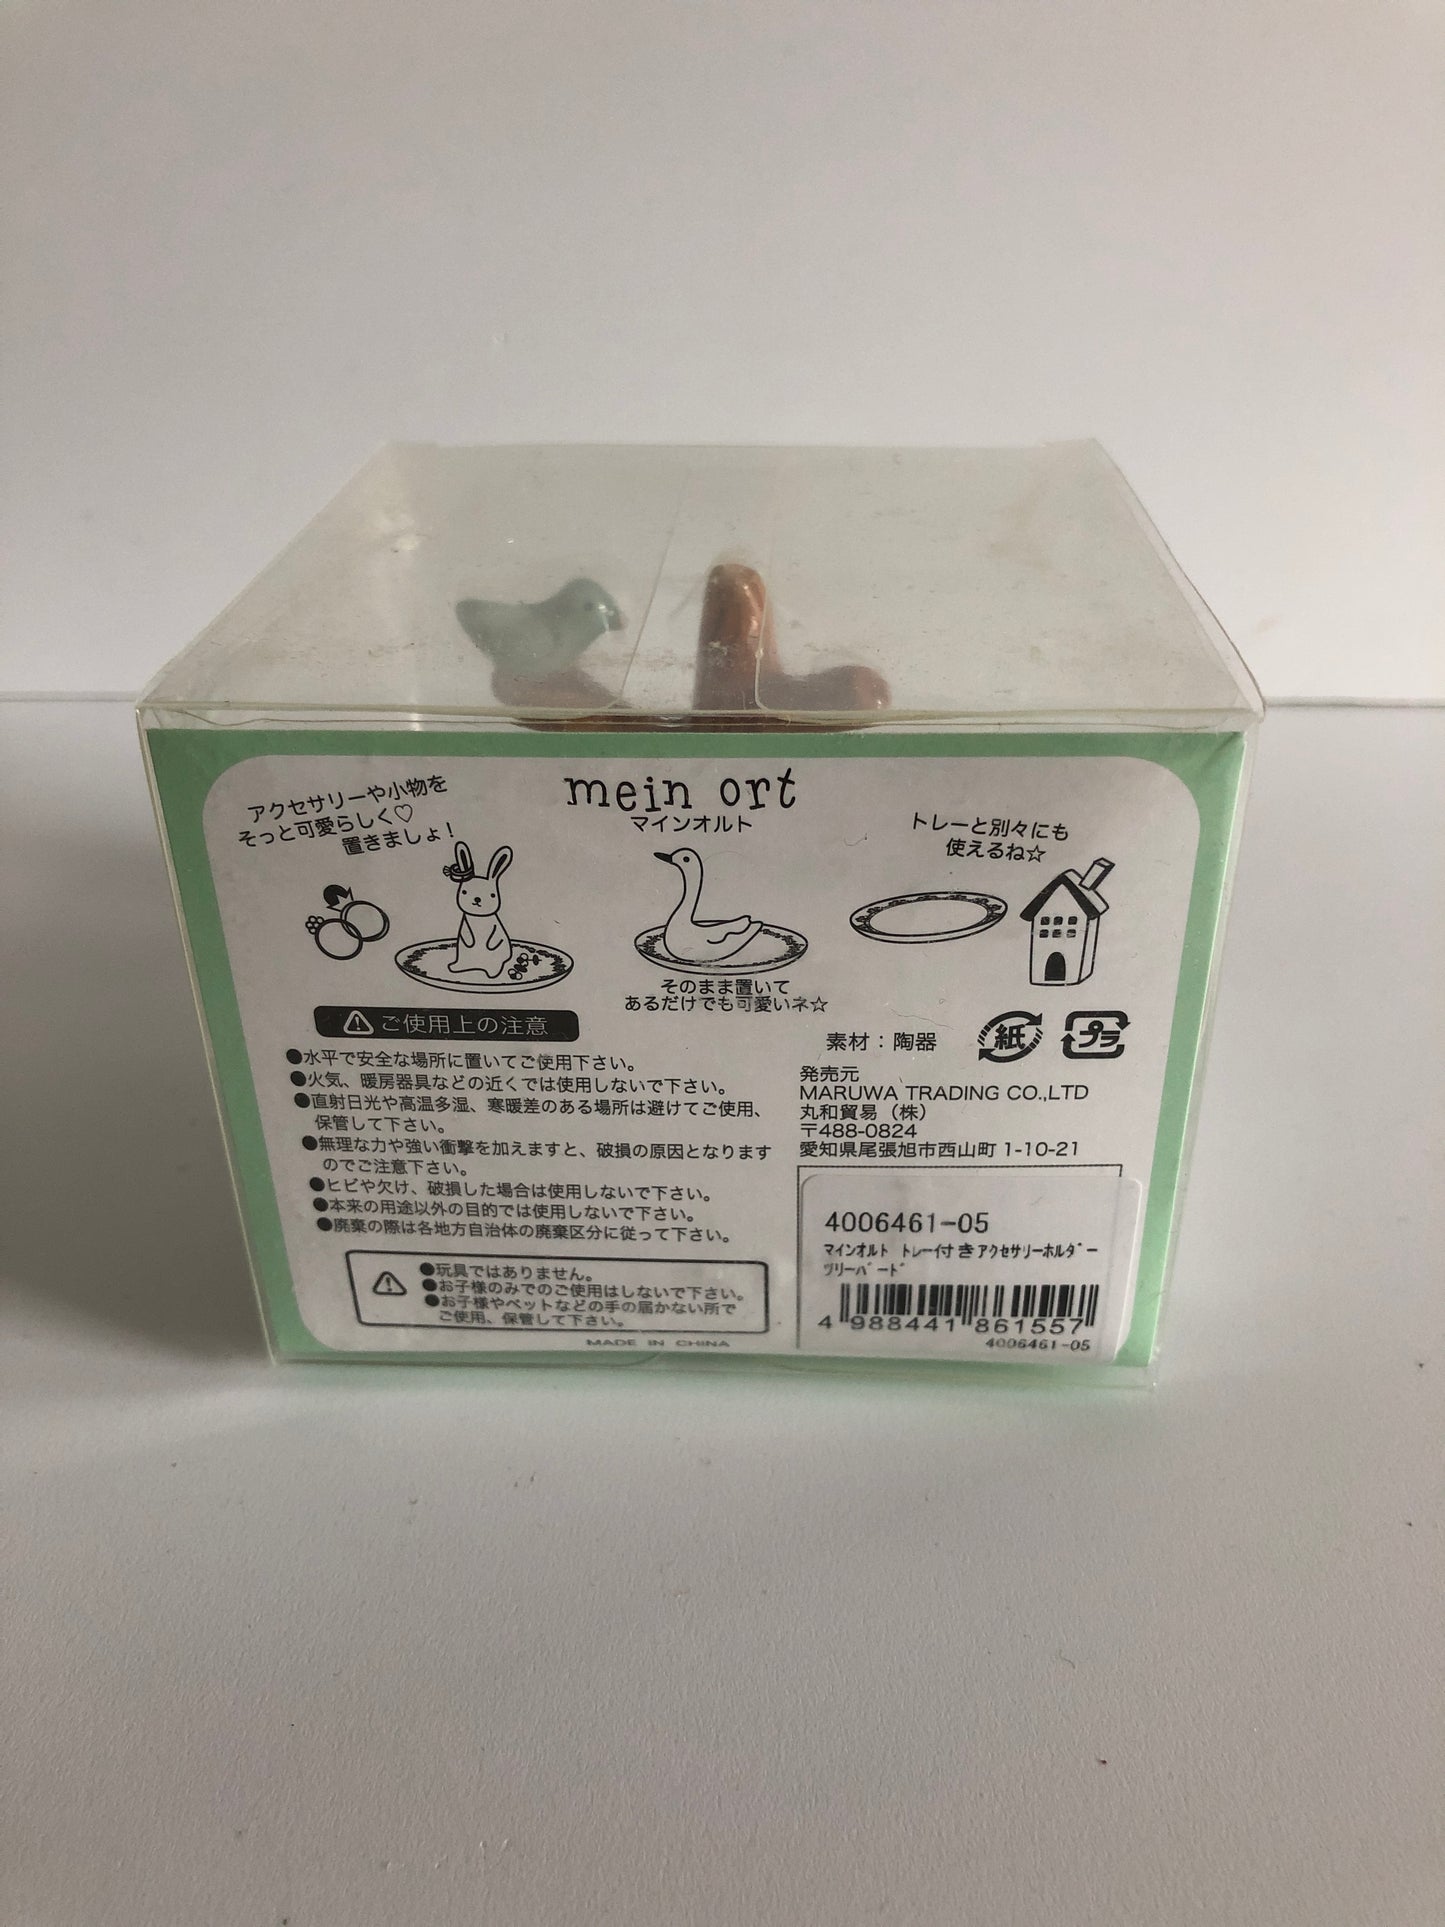 mein ort
マインオルト
アクセサリーや小物を
そっと可愛らしく♡
置きましょ！
そのまま置いて
あるだけでも可愛いネ☆
トレーと別々にも
使えるね☆
⚠ご使用上の注意
●水平で安全な場所に置いてご使用下さい。
●火気、暖房器具などの近くでは使用しないで下さい。
●直射日光や高温多湿、寒暖差のある場所は避けてご使用、
保管して下さい。
●無理な力や強い衝撃を加えますと、破損の原因となります
のでご注意下さい。
●ヒビや欠け、破損した場合は使用しないで下さい。
●本来の用途以外の目的では使用しないで下さい。
●廃棄の際は各地方自治体の廃棄区分に従って下さい。
●玩具ではありません。
●お子様のみでのご使用はしないで下さい。
●お子様やペットなどの手の届かない所で
ご使用、保管して下さい。
MADE IN CHINA
素材：陶器
紙
プラ
発売元
MARUWA TRADING CO.,LTD
丸和貿易（株）
〒488-0824
愛知県尾張旭市西山町 1-10-21
4006461-05
マインオルト トレー付きアクセサリーホルダー
ツリーバード
4 988441 861557
4006461-05